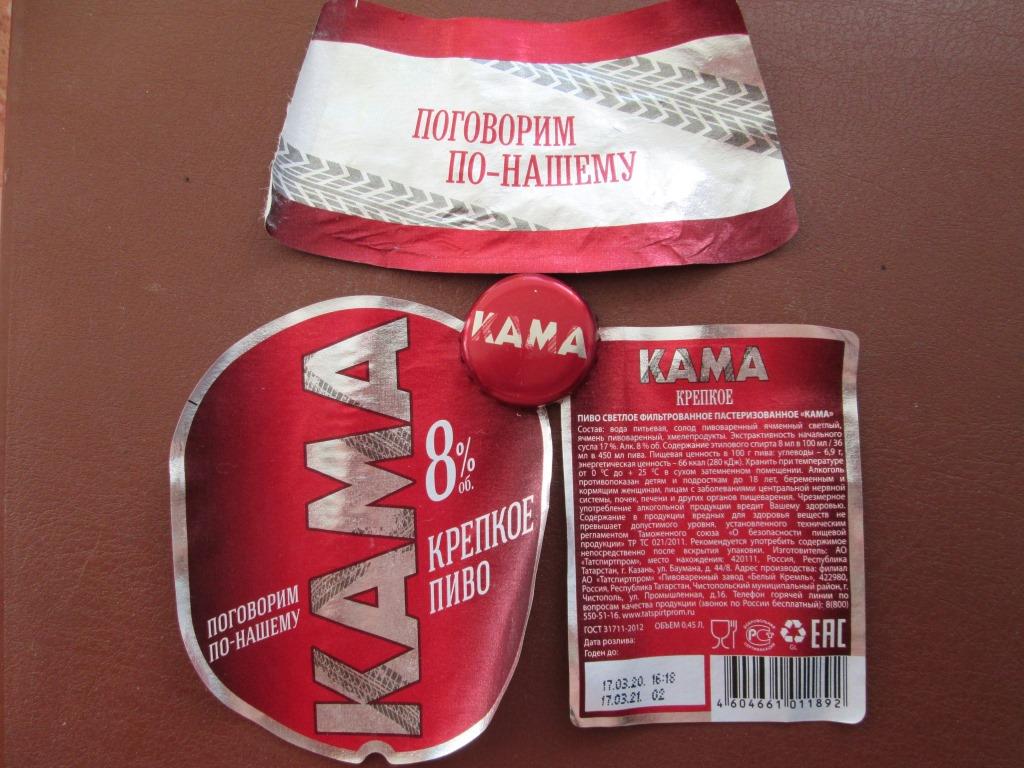 ПОГОВОРИМ
ПО-НАШЕМУ
КАМА
КАМА
8% об.
КРЕПКОЕ
ПИВО
ПОГОВОРИМ
ПО-НАШЕМУ
КАМА
КРЕПКОЕ
ПИВО СВЕТЛОЕ ФИЛЬТРОВАННОЕ ПАСТЕРИЗОВАННОЕ «КАМА»
Состав: вода питьевая, солод пивоваренный ячменный светлый,
ячмень пивоваренный, хмелепродукты. Экстрактивность начального
сусла 17 %. Алк. 8 % об. Содержание этилового спирта 8 мл в 100 мл / 36
мл в 450 мл пива. Пищевая ценность в 100 г пива: углеводы – 6,9 г,
энергетическая ценность – 66 ккал (280 кДж). Хранить при температуре
от 0 °С до + 25 °С в сухом затемненном помещении. Алкоголь
противопоказан детям и подросткам до 18 лет, беременным и
кормящим женщинам, лицам с заболеваниями центральной нервной
системы, почек, печени и других органов пищеварения. Чрезмерное
употребление алкогольной продукции вредит Вашему здоровью.
Содержание в продукции вредных для здоровья веществ не
превышает допустимого уровня, установленного техническим
регламентом Таможенного союза «О безопасности пищевой
продукции» ТР ТС 021/2011. Рекомендуется употребить содержимое
непосредственно после вскрытия упаковки. Изготовитель: АО
«Татспиртпром», место нахождения: 420111, Россия, Республика
Татарстан, г. Казань, ул. Баумана, д. 44/8. Адрес производства: филиал
АО «Татспиртпром» «Пивоваренный завод «Белый Кремль», 422980,
Россия, Республика Татарстан, Чистопольский муниципальный район, г.
Чистополь, ул. Промышленная, д.16. Телефон горячей линии по
вопросам качества продукции (звонок по России бесплатный): 8(800)
550-51-16. www.tatspirtprom.ru
ГОСТ 31711-2012 ОБЪЕМ 0,45 Л.
Дата розлива:
Годен до:
РС GL EAC
17.03.20. 16:18
17.03.21. 02
4 604661 011892